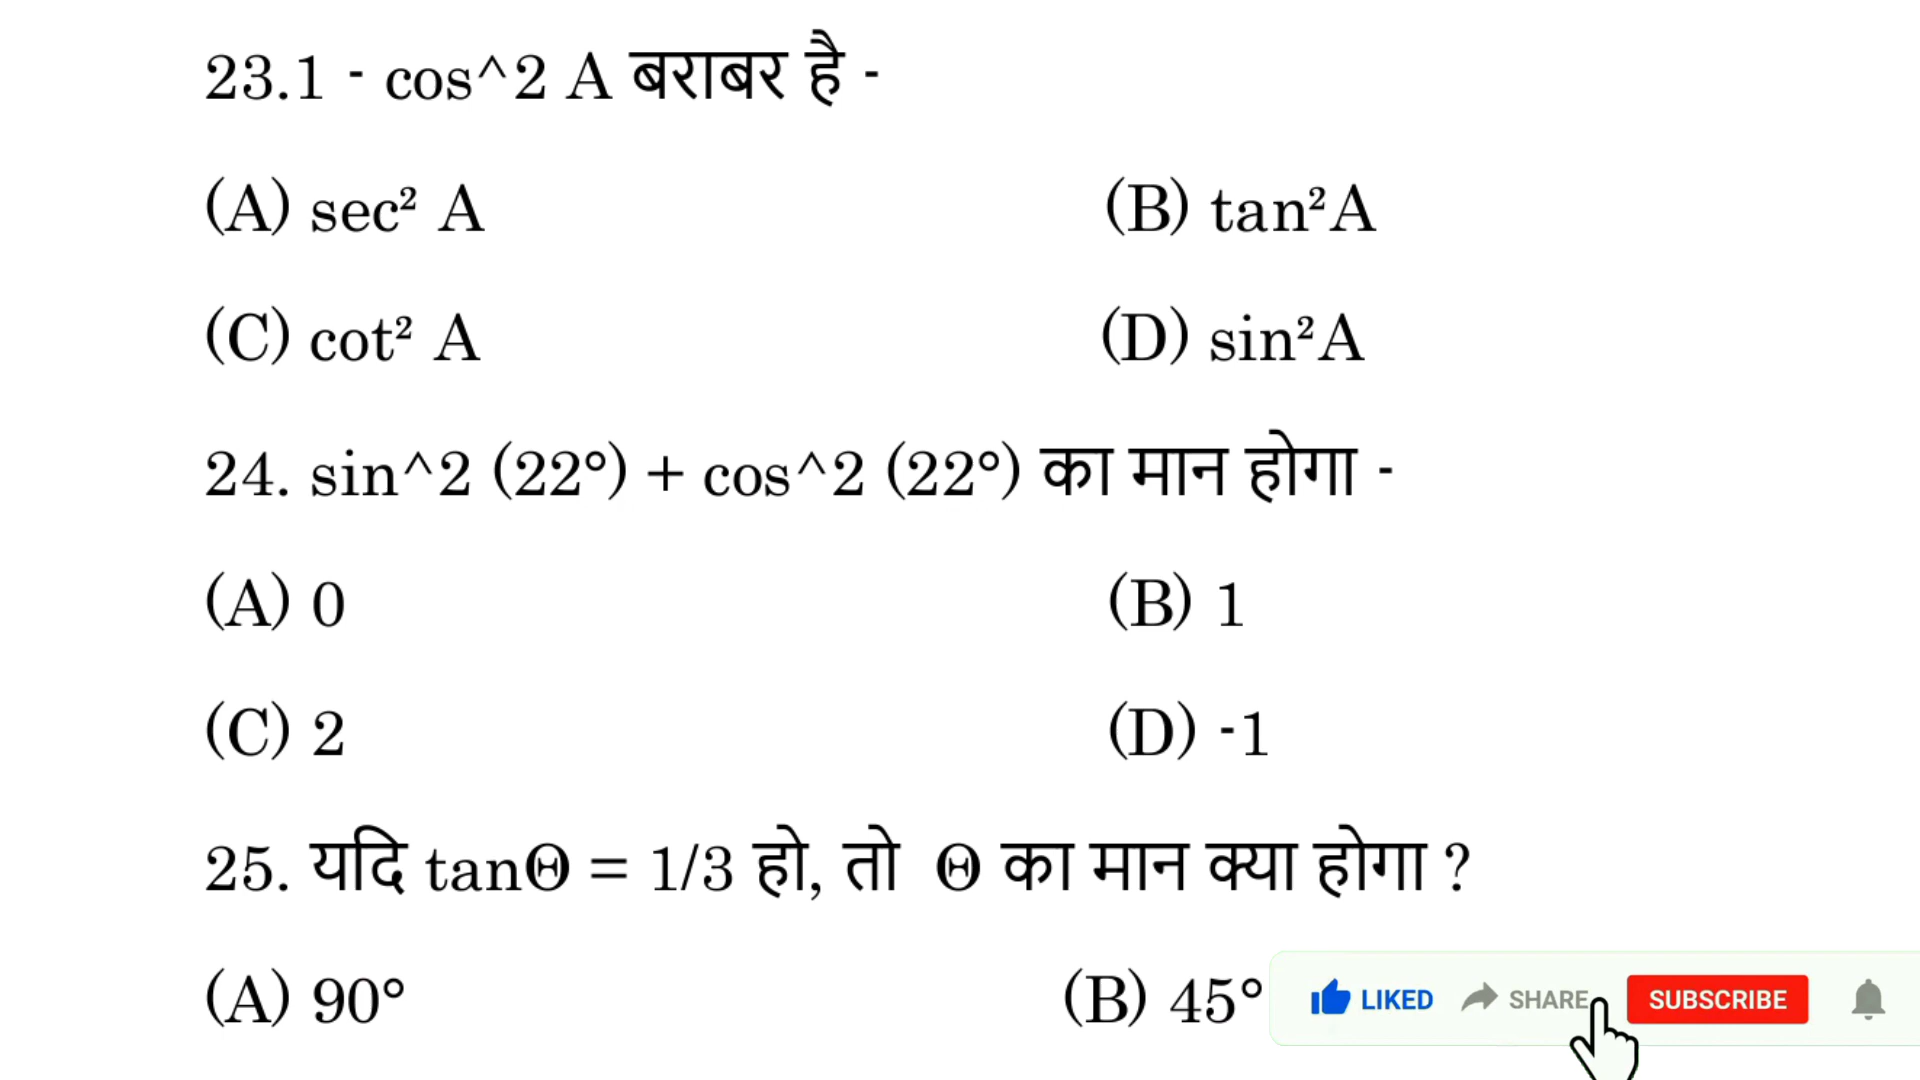 23.1 - cos^2 A बराबर है -
(A) sec² A (B) tan²A
(C) cot² A (D) sin²A
24. sin^2 (22°) + cos^2 (22°) का मान होगा -
(A) 0 (B) 1
(C) 2 (D) -1
25. यदि tanΘ = 1/3 हो, तो Θ का मान क्या होगा ?
(A) 90° (B) 45°
LIKED SHARE SUBSCRIBE